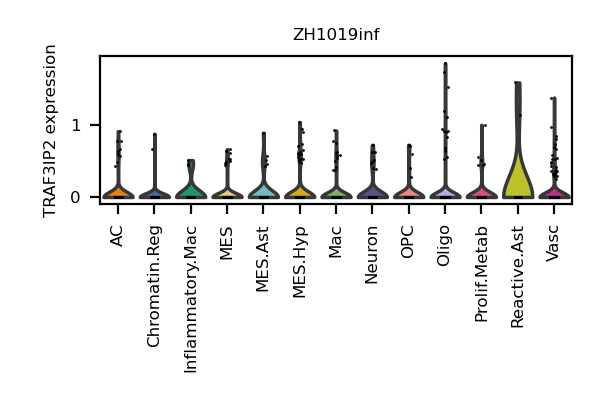 ZH1019inf
TRAF3IP2 expression
1
0
AC
Chromatin.Reg
Inflammatory.Mac
MES
MES.Ast
MES.Hyp
Mac
Neuron
OPC
Oligo
Prolif.Metab
Reactive.Ast
Vasc